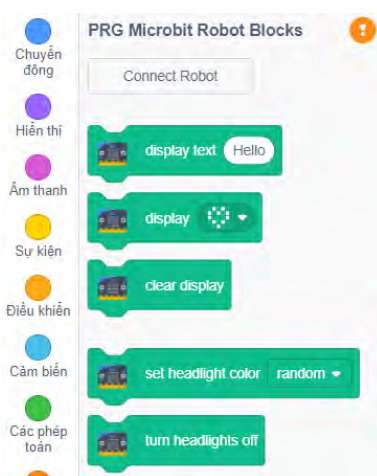 Chuyển
động
Hiển thị
Âm thanh
Sự kiện
Điều khiển
Cảm biến
Các phép
toán
PRG Microbit Robot Blocks
Connect Robot
display text Hello
display
clear display
set headlight color random
turn headlights off